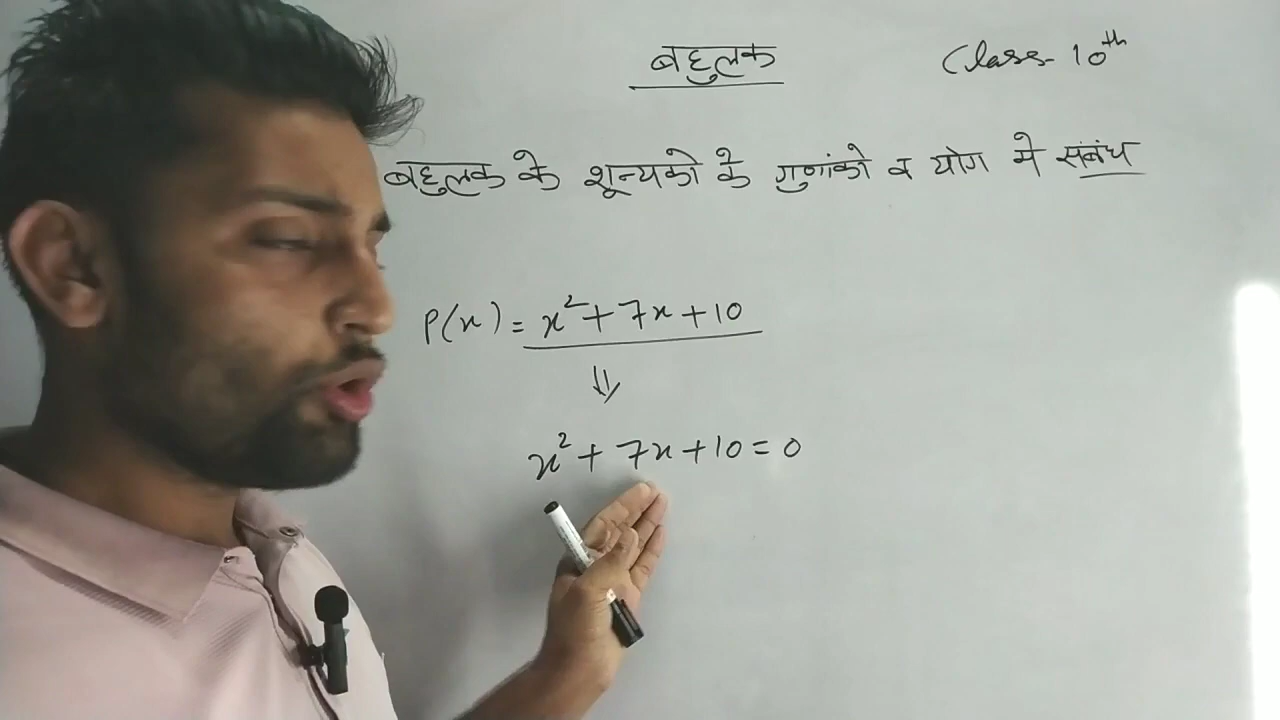 बहुलक
Class- 10th
बहुलक के शून्यको के गुणांको व योग मे संबंध
P(x) = x² + 7x + 10
⇓
x² + 7x + 10 = 0